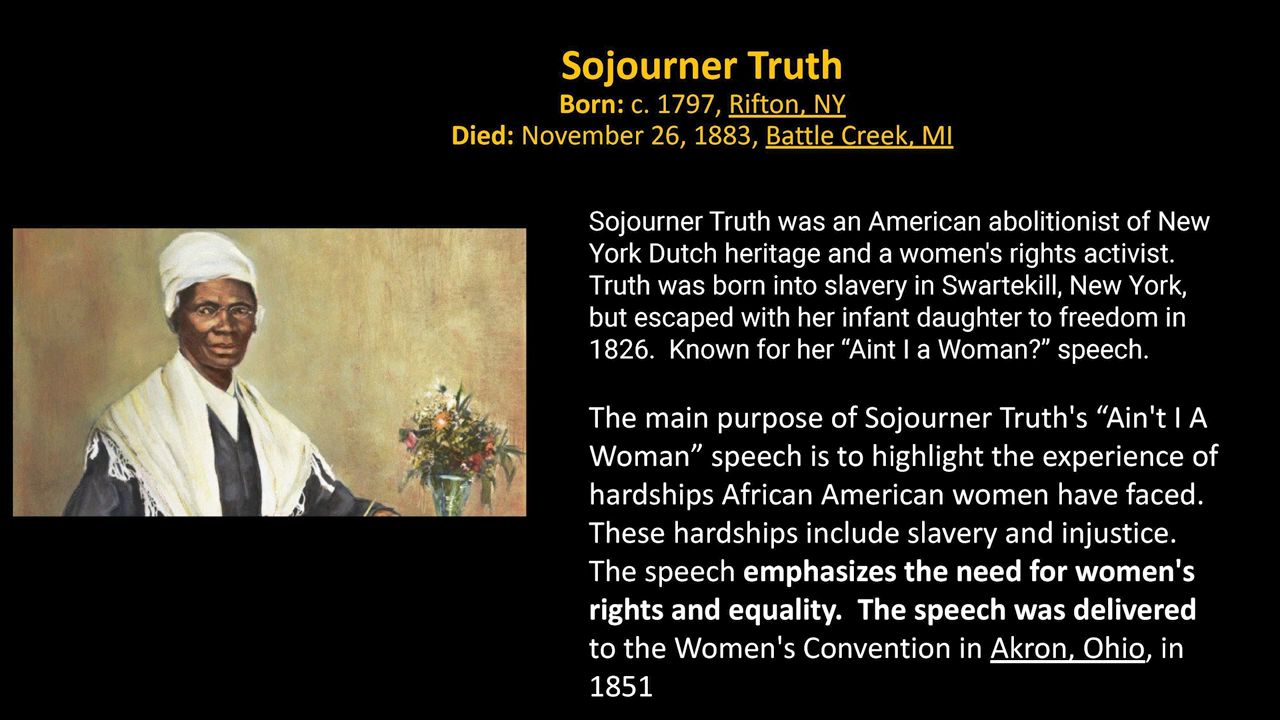 Sojourner Truth
Born: c. 1797, Rifton, NY
Died: November 26, 1883, Battle Creek, MI
Sojourner Truth was an American abolitionist of New
York Dutch heritage and a women's rights activist.
Truth was born into slavery in Swartekill, New York,
but escaped with her infant daughter to freedom in
1826.  Known for her “Aint I a Woman?” speech.
The main purpose of Sojourner Truth's “Ain't I A
Woman” speech is to highlight the experience of
hardships African American women have faced.
These hardships include slavery and injustice.
The speech emphasizes the need for women's
rights and equality.  The speech was delivered
to the Women's Convention in Akron, Ohio, in
1851